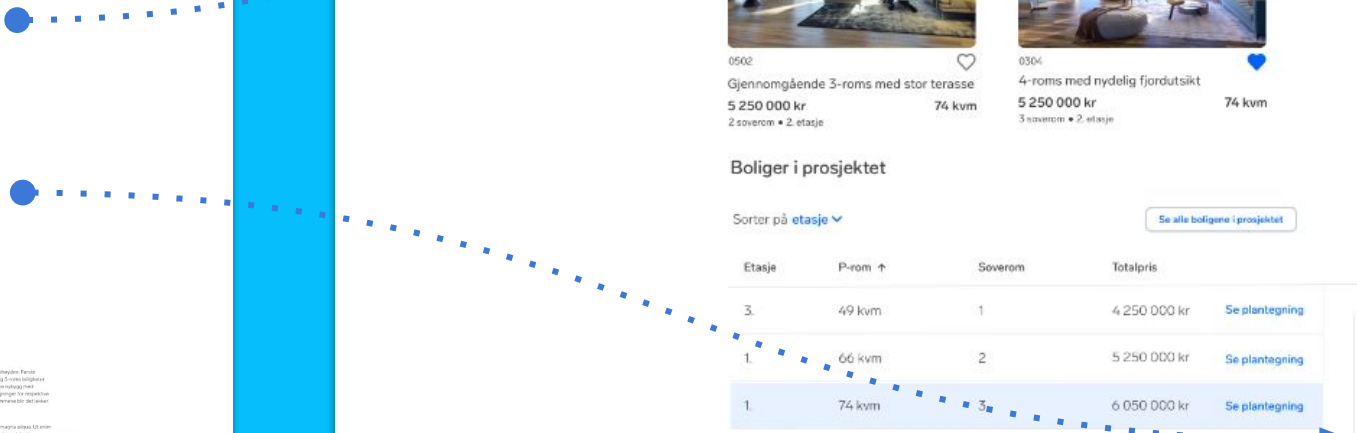 0502
Gjennomgående 3-roms med stor terasse
5 250 000 kr 74 kvm
2 soverom • 2. etasje
0304
4-roms med nydelig fjordutsikt
5 250 000 kr 74 kvm
3 soverom • 2. etasje
Boliger i prosjektet
Sorter på etasje
Se alle boligene i prosjektet
Etasje P-rom ↑ Soverom Totalpris
3. 49 kvm 1 4 250 000 kr Se plantegning
1. 66 kvm 2 5 250 000 kr Se plantegning
1. 74 kvm 3 6 050 000 kr Se plantegning